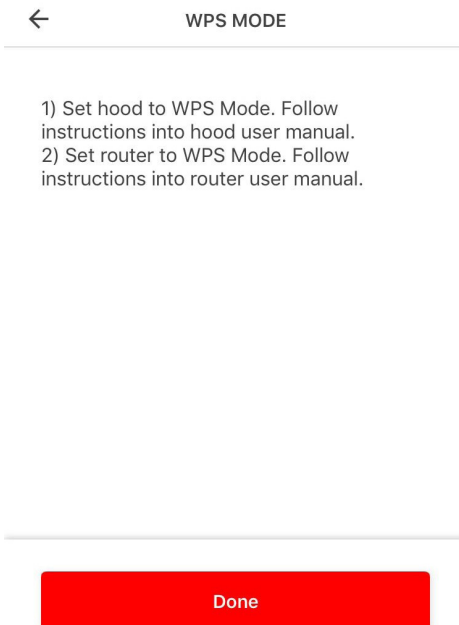 WPS MODE
1) Set hood to WPS Mode. Follow
instructions into hood user manual.
2) Set router to WPS Mode. Follow
instructions into router user manual.
Done